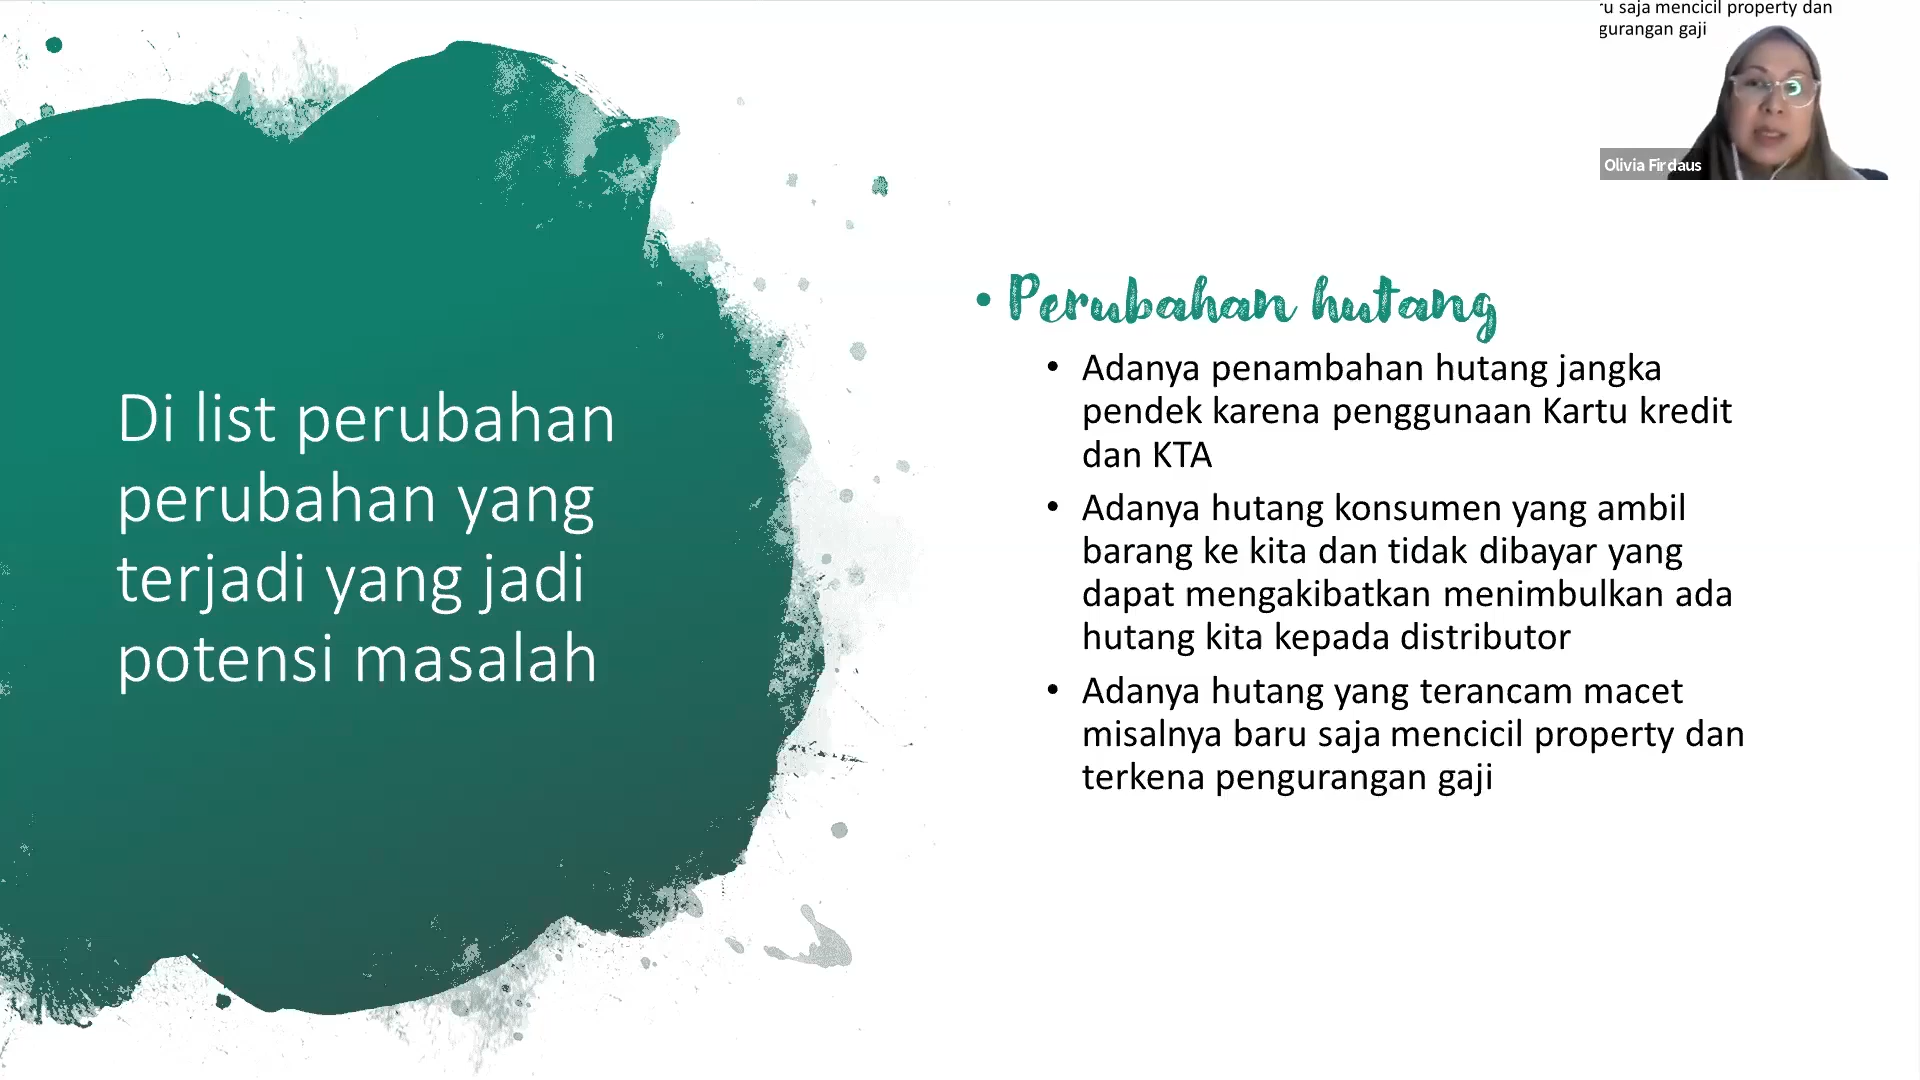 ru saja mencicil property dan
gurangan gaji
Olivia Firdaus
Di list perubahan
perubahan yang
terjadi yang jadi
potensi masalah
• Perubahan hutang
• Adanya penambahan hutang jangka
pendek karena penggunaan Kartu kredit
dan KTA
• Adanya hutang konsumen yang ambil
barang ke kita dan tidak dibayar yang
dapat mengakibatkan menimbulkan ada
hutang kita kepada distributor
• Adanya hutang yang terancam macet
misalnya baru saja mencicil property dan
terkena pengurangan gaji